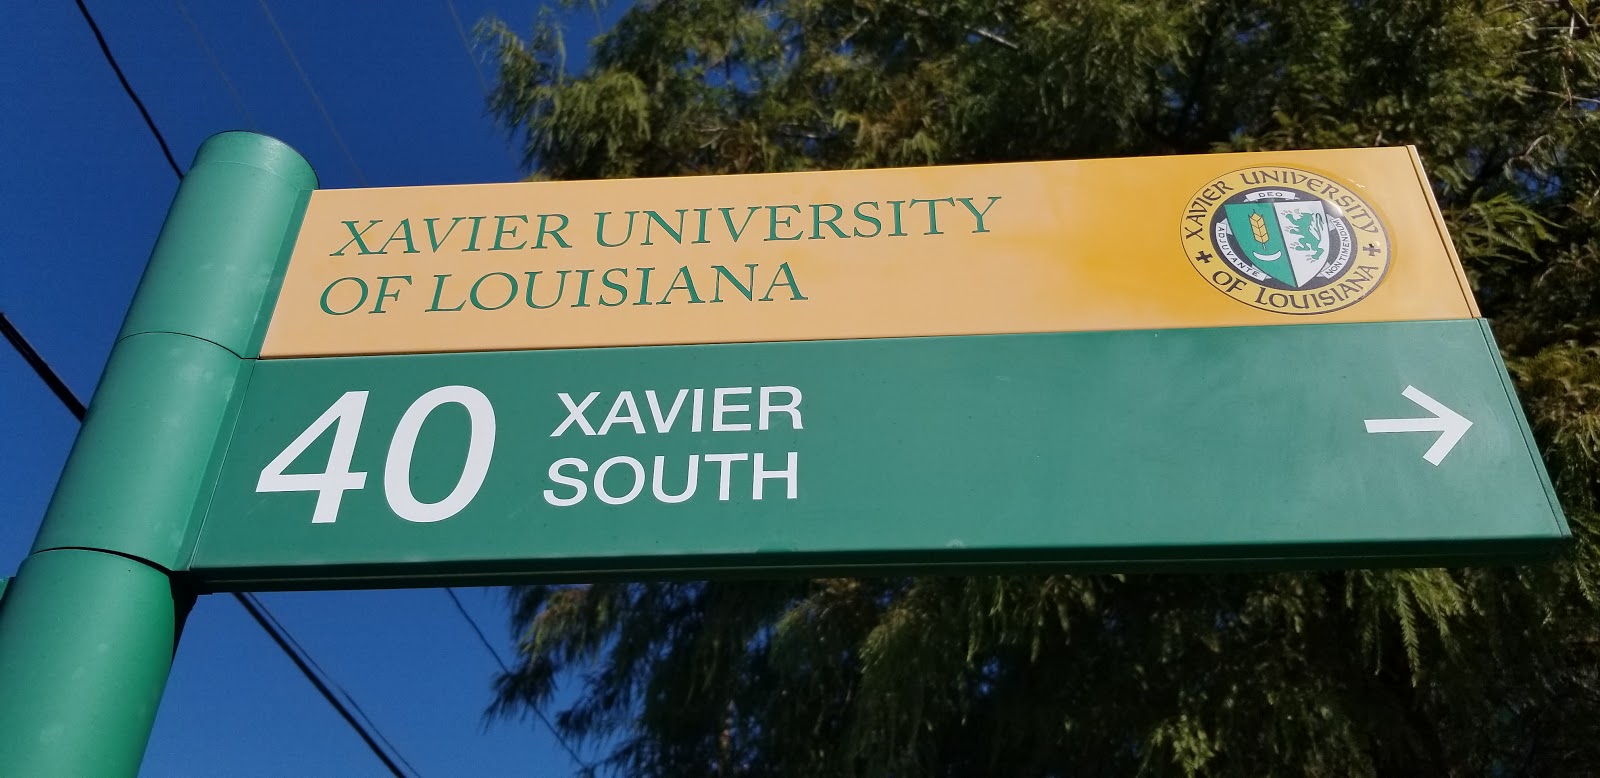 XAVIER UNIVERSITY
OF LOUISIANA
XAVIER UNIVERSITY
OF LOUISIANA
DEO
ADJUVANTE
NON TIMENDUM
40 XAVIER
SOUTH